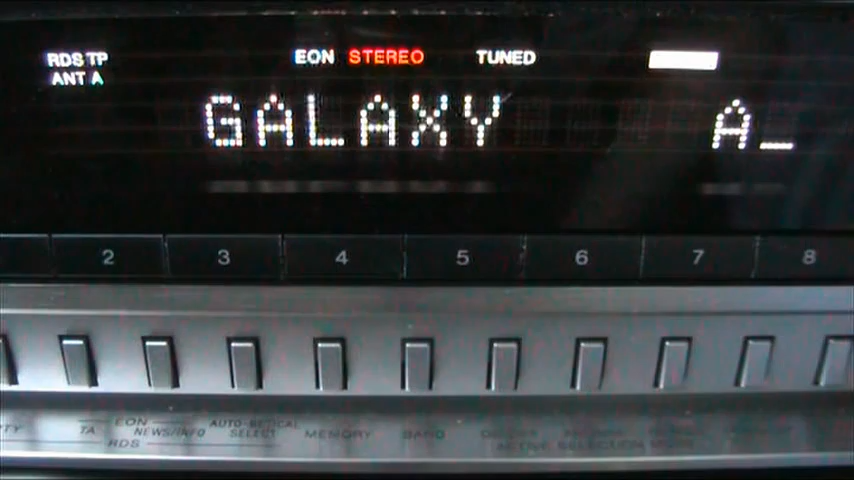 RDS TP EON STEREO TUNED
ANT A
GALAXY A_
2 3 4 5 6 7 8
TA EON NEWS/INFO AUTO-BETICAL SELECT MEMORY BAND
RDS